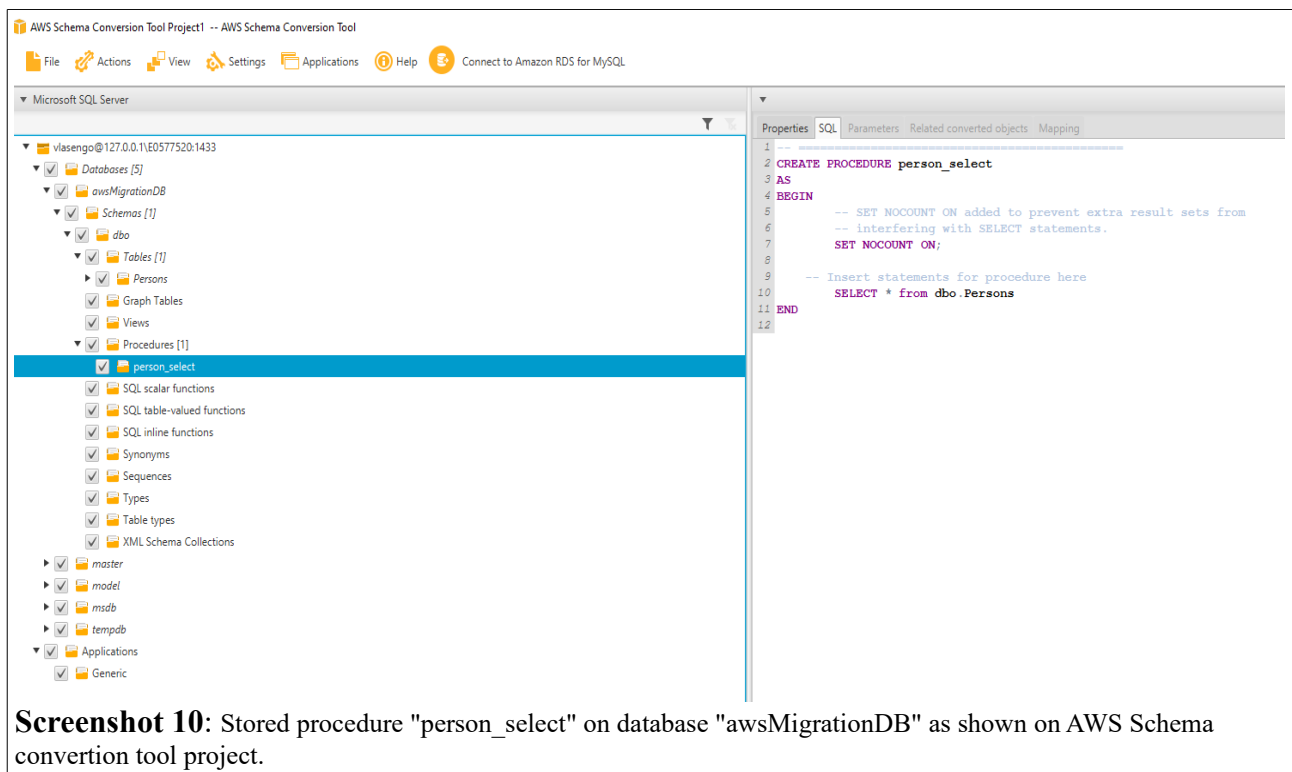 AWS Schema Conversion Tool Project1 -- AWS Schema Conversion Tool
File Actions View Settings Applications Help Connect to Amazon RDS for MySQL
Microsoft SQL Server
vlasengo@127.0.0.1\E0577520:1433
Databases [5]
awsMigrationDB
Schemas [1]
dbo
Tables [1]
Persons
Graph Tables
Views
Procedures [1]
person_select
SQL scalar functions
SQL table-valued functions
SQL inline functions
Synonyms
Sequences
Types
Table types
XML Schema Collections
master
model
msdb
tempdb
Applications
Generic
Properties SQL Parameters Related converted objects Mapping
1 -- =============================================
2 CREATE PROCEDURE person_select
3 AS
4 BEGIN
5 -- SET NOCOUNT ON added to prevent extra result sets from
6 -- interfering with SELECT statements.
7 SET NOCOUNT ON;
8
9 -- Insert statements for procedure here
10 SELECT * from dbo.Persons
11 END
12
Screenshot 10: Stored procedure "person_select" on database "awsMigrationDB" as shown on AWS Schema
convertion tool project.